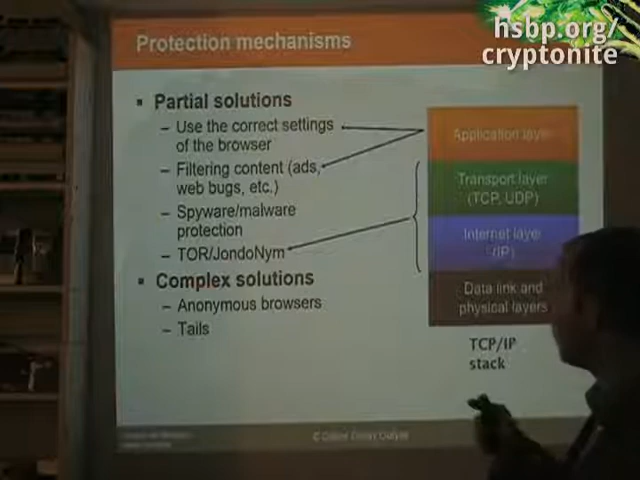 hsbp.org/
cryptonite
Protection mechanisms
▪ Partial solutions
– Use the correct settings
of the browser
– Filtering content (ads,
web bugs, etc.)
– Spyware/malware
protection
– TOR/JondoNym
▪ Complex solutions
– Anonymous browsers
– Tails
Application layer
Transport layer
(TCP, UDP)
Internet layer
(IP)
Data link and
physical layers
TCP/IP
stack